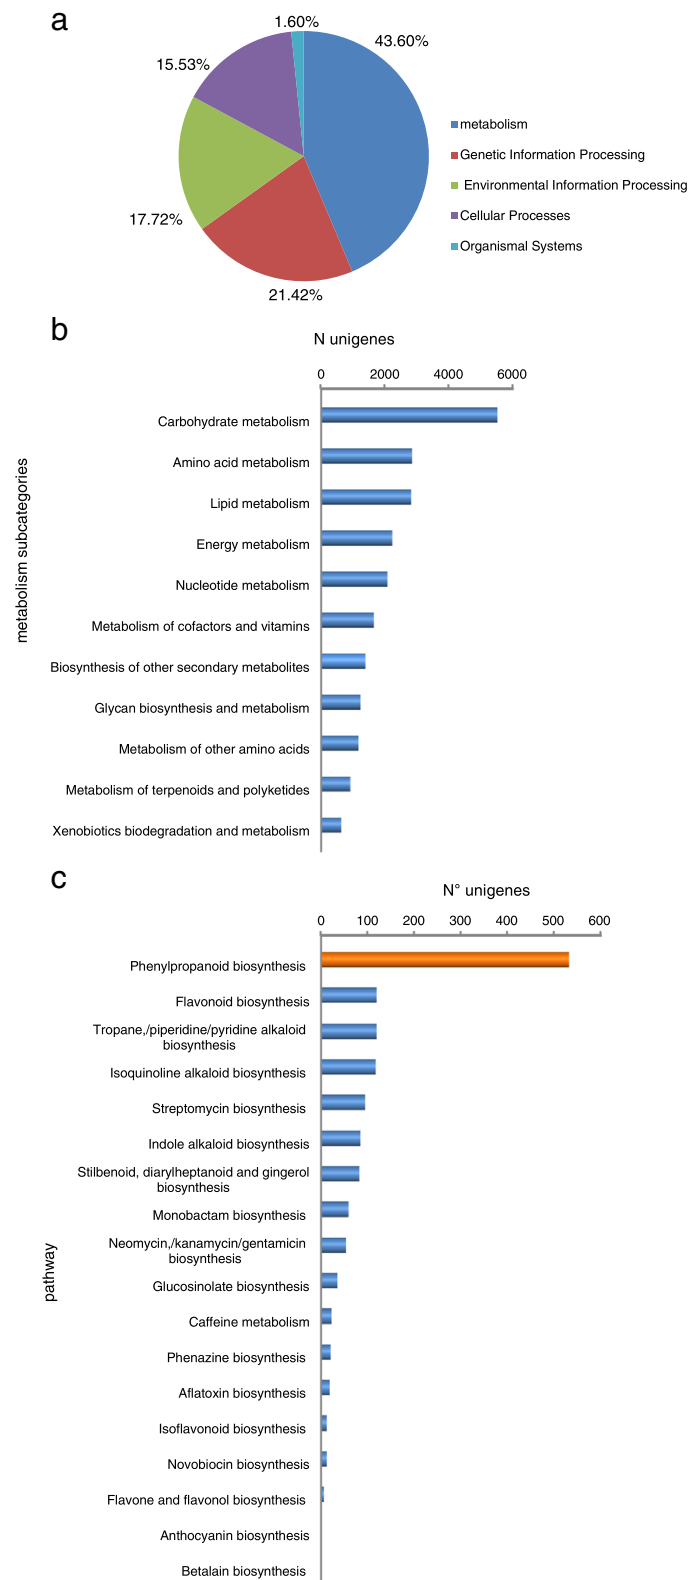 a
1.60%
43.60%
15.53%
17.72%
21.42%
metabolism
Genetic Information Processing
Environmental Information Processing
Cellular Processes
Organismal Systems
b
N unigenes
0 2000 4000 6000
metabolism subcategories
Carbohydrate metabolism
Amino acid metabolism
Lipid metabolism
Energy metabolism
Nucleotide metabolism
Metabolism of cofactors and vitamins
Biosynthesis of other secondary metabolites
Glycan biosynthesis and metabolism
Metabolism of other amino acids
Metabolism of terpenoids and polyketides
Xenobiotics biodegradation and metabolism
c
N° unigenes
0 100 200 300 400 500 600
pathway
Phenylpropanoid biosynthesis
Flavonoid biosynthesis
Tropane,/piperidine/pyridine alkaloid
biosynthesis
Isoquinoline alkaloid biosynthesis
Streptomycin biosynthesis
Indole alkaloid biosynthesis
Stilbenoid, diarylheptanoid and gingerol
biosynthesis
Monobactam biosynthesis
Neomycin,/kanamycin/gentamicin
biosynthesis
Glucosinolate biosynthesis
Caffeine metabolism
Phenazine biosynthesis
Aflatoxin biosynthesis
Isoflavonoid biosynthesis
Novobiocin biosynthesis
Flavone and flavonol biosynthesis
Anthocyanin biosynthesis
Betalain biosynthesis